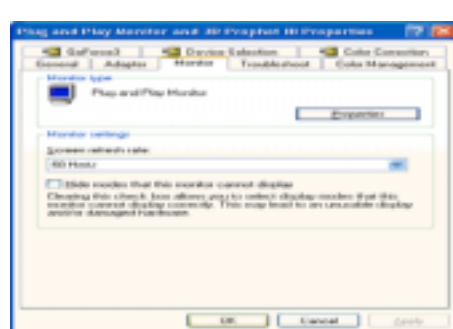 Plug and Play Monitor and 3D Prophet III Properties
GeForce3 Device Selection Color Correction
General Adapter Monitor Troubleshoot Color Management
Monitor type
Plug and Play Monitor
Properties
Monitor settings
Screen refresh rate:
60 Hertz
Hide modes that this monitor cannot display
Clearing this check box allows you to select display modes that this
monitor cannot display correctly. This may lead to an unusable display
and/or damaged hardware.
OK Cancel Apply